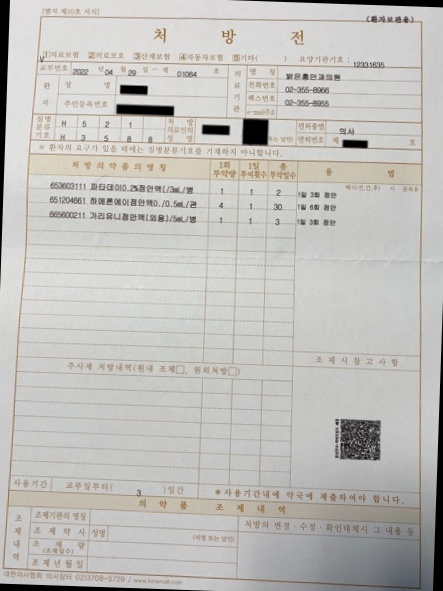 [별지 제10호 서식]
(환자보관용)
처 방 전
V
1의료보험 2의료보호 3산재보험 4자동차보험 5기타( ) 요양기관기호: 12331635
교부번호 2022 년 04 월 29 일 - 제 01064 호
의료기관
명 칭 밝은홍안과의원
전화번호 02-355-8966
팩스번호 02-355-8955
e-mail주소
환자
성 명
주민등록번호
질병분류기호
H 5 2 1
H 3 5 8 8
처 방 의료인의 성 명
면허종별 의사
면허번호 제 호
※ 환자의 요구가 있을 때에는 질병분류기호를 기재하지 아니합니다.
처 방 의 약 품 의 명 칭
1회 투약량
1일 투여횟수
총 투약일수
용 법
653603111 파타데이0.2%점안액(/3mL/병 1 1 2 1일 3회 점안
651204661 하메론에이점안액0./0.5mL/관 4 1 30 1일 6회 점안
665600211 가리유니점안액(외용)/5mL/병 1 1 3 1일 3회 점안
조 제 시 참 고 사 항
주사제 처방내역(원내 조제□, 원외처방□)
사용기간 교부일부터( 3 )일간
※사용기간내에 약국에 제출하여야 합니다.
의 약 품 조 제 내 역
조제내역
조제기관의 명칭
조 제 약 사 성명 (서명 또는 날인)
조 제 량 (조제일수)
조제년월일
처방의 변경·수정·확인대체시 그 내용 등
대한의사협회 의사장터 02)3708-5729 / www.kmamall.com